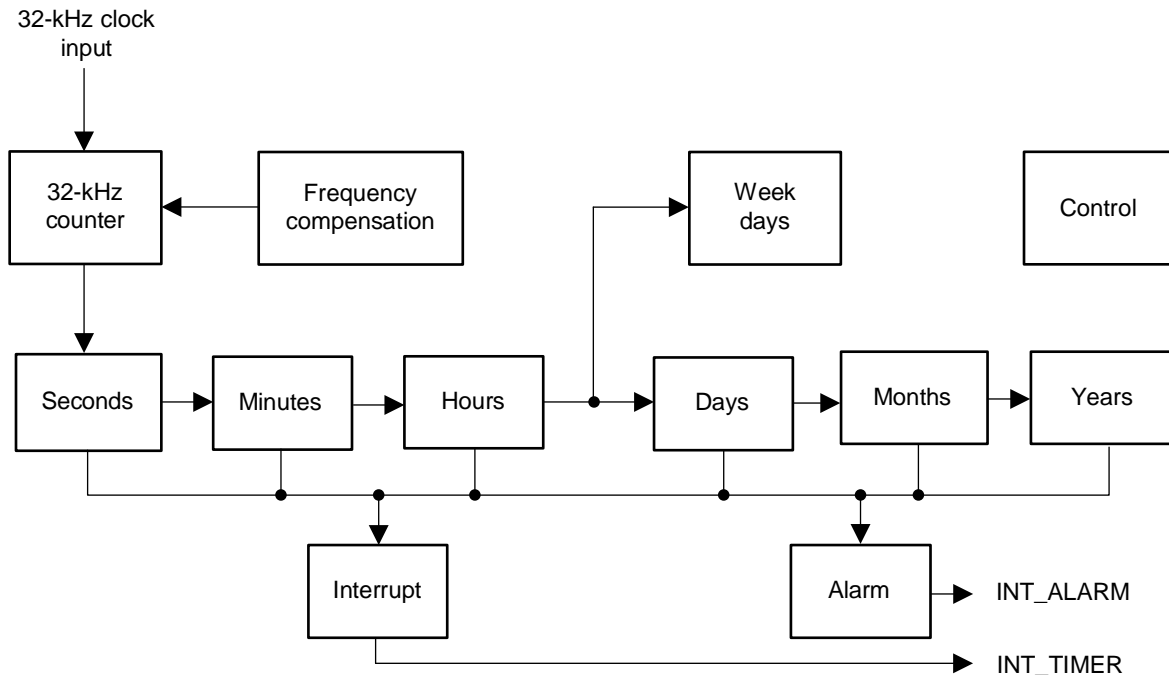 32-kHz clock
input
32-kHz
counter
Frequency
compensation
Week
days
Control
Seconds
Minutes
Hours
Days
Months
Years
Interrupt
Alarm
INT_ALARM
INT_TIMER